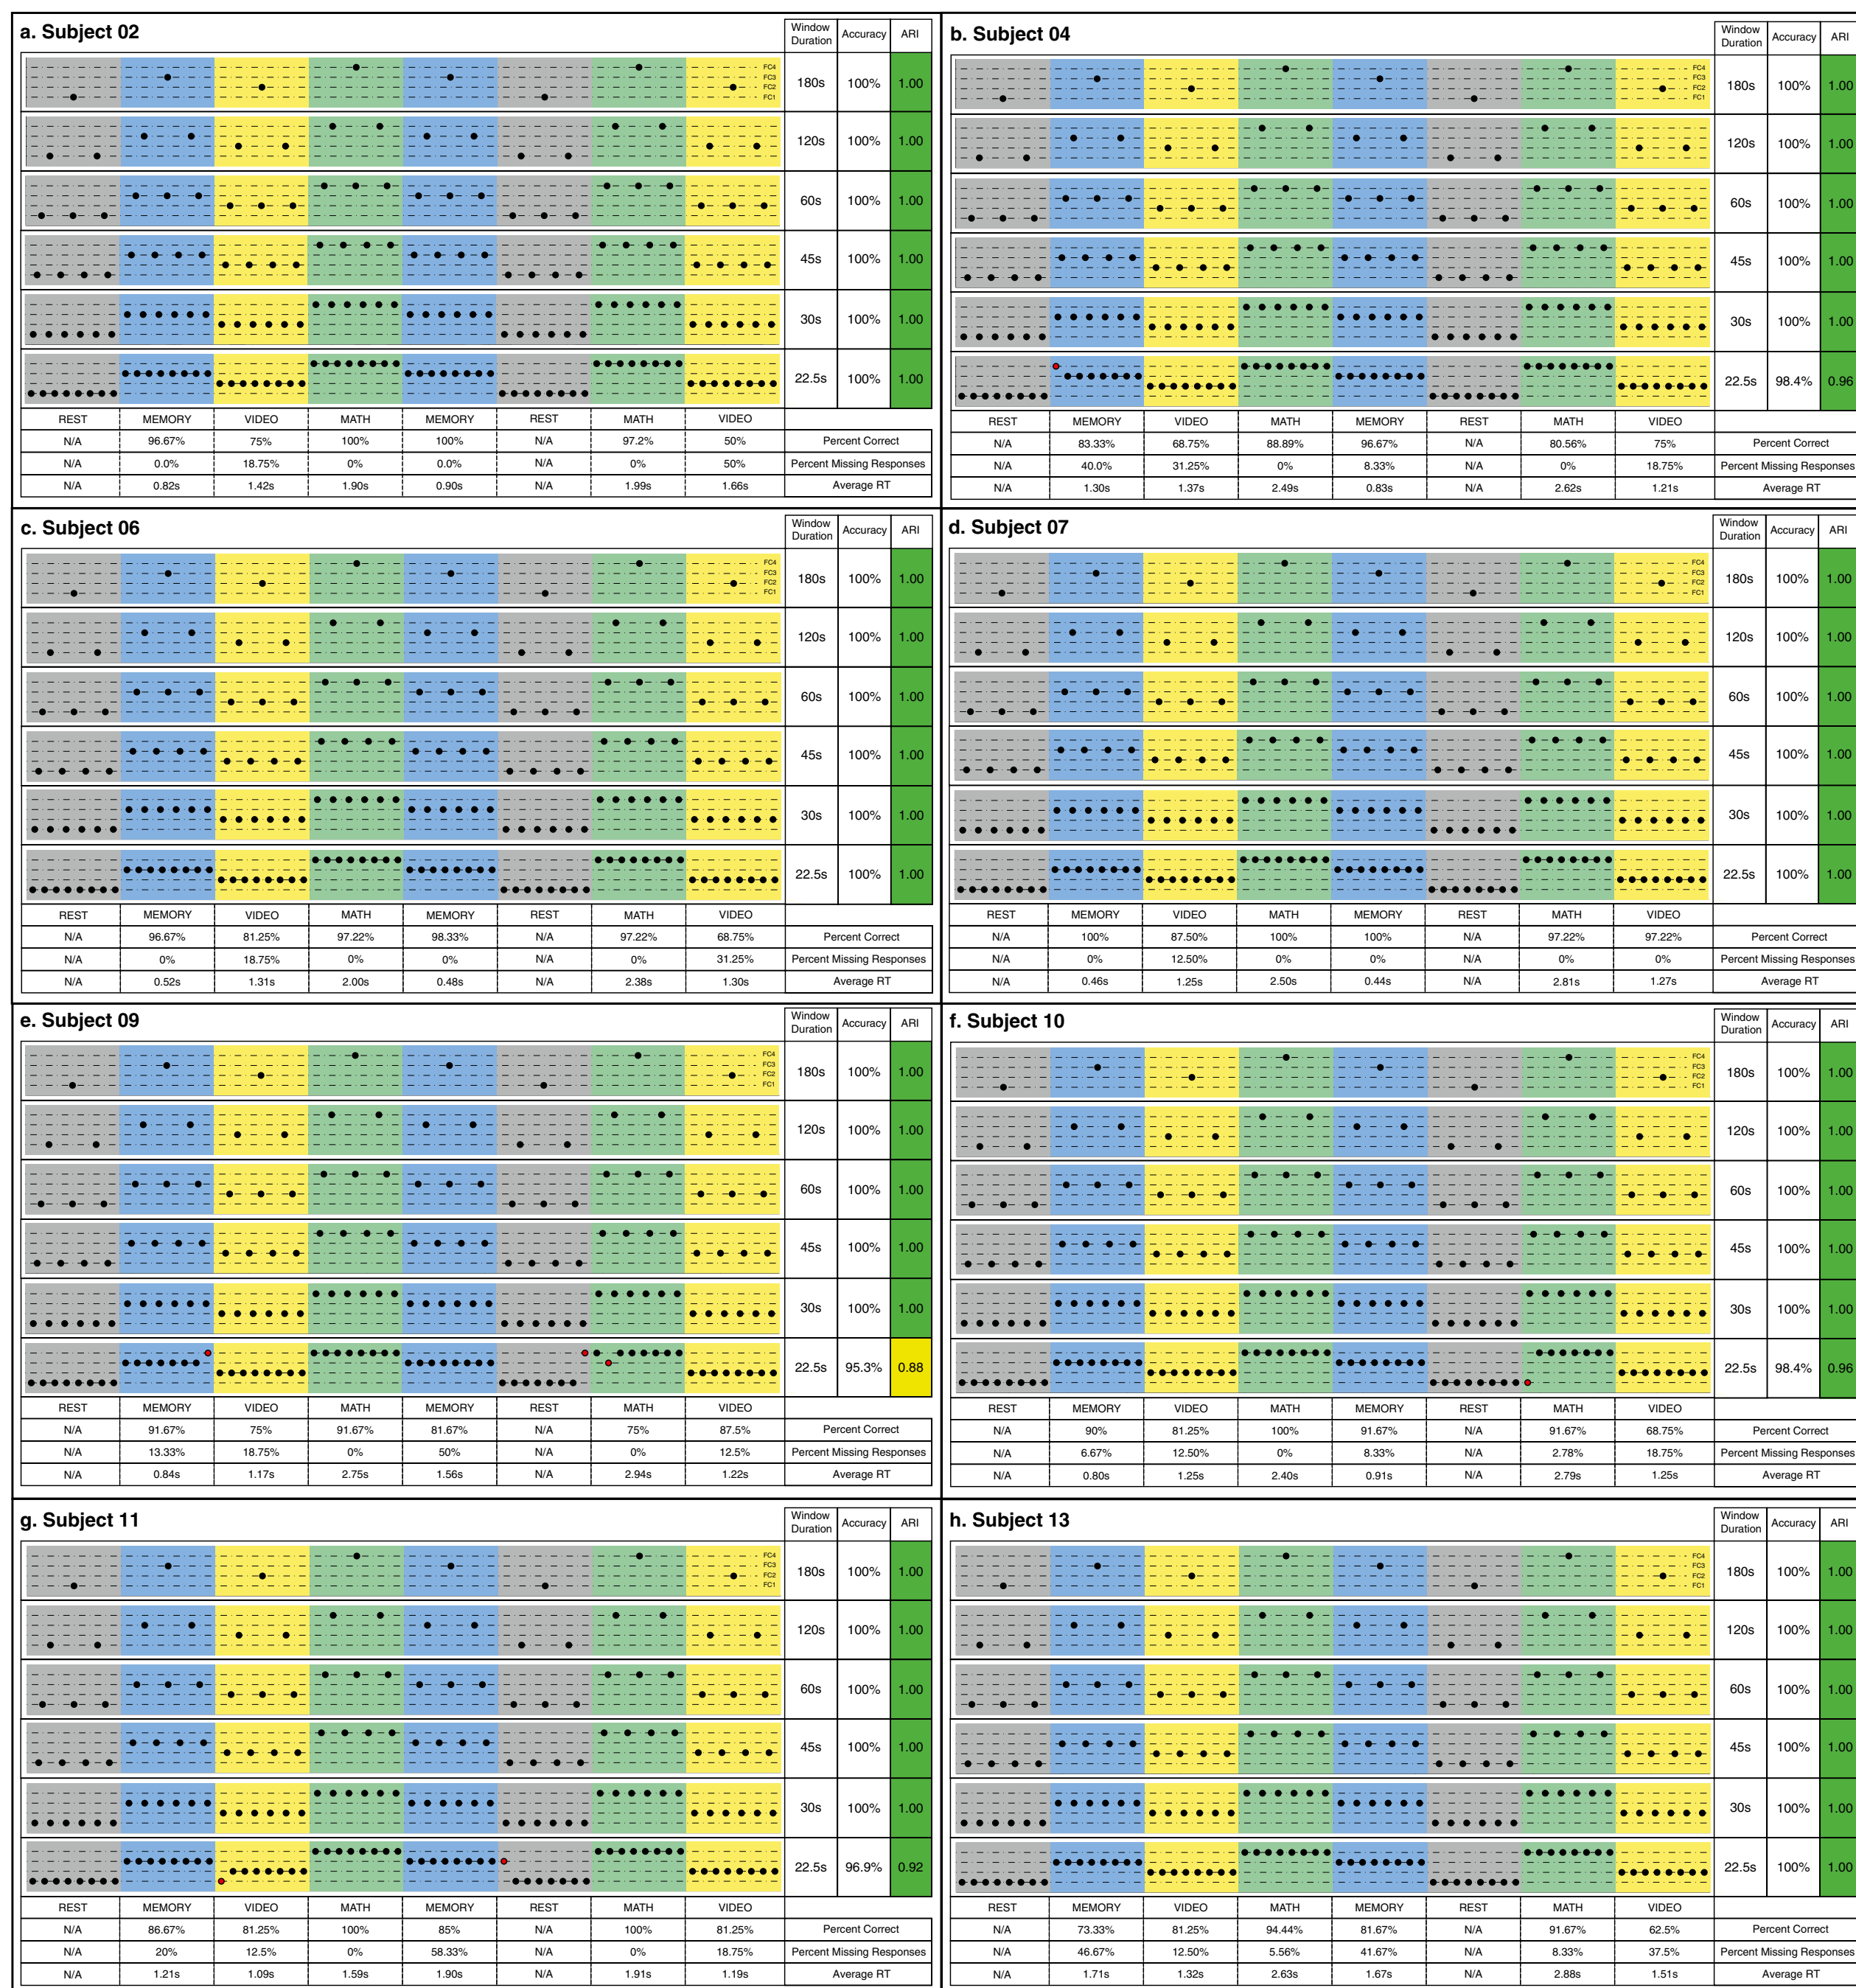 a. Subject 02
Window Duration Accuracy ARI
FC4
FC3
FC2
FC1
180s 100% 1.00
120s 100% 1.00
60s 100% 1.00
45s 100% 1.00
30s 100% 1.00
22.5s 100% 1.00
REST MEMORY VIDEO MATH MEMORY REST MATH VIDEO
N/A 96.67% 75% 100% 100% N/A 97.2% 50% Percent Correct
N/A 0.0% 18.75% 0% 0.0% N/A 0% 50% Percent Missing Responses
N/A 0.82s 1.42s 1.90s 0.90s N/A 1.99s 1.66s Average RT
b. Subject 04
Window Duration Accuracy ARI
FC4
FC3
FC2
FC1
180s 100% 1.00
120s 100% 1.00
60s 100% 1.00
45s 100% 1.00
30s 100% 1.00
22.5s 98.4% 0.96
REST MEMORY VIDEO MATH MEMORY REST MATH VIDEO
N/A 83.33% 68.75% 88.89% 96.67% N/A 80.56% 75% Percent Correct
N/A 40.0% 31.25% 0% 8.33% N/A 0% 18.75% Percent Missing Responses
N/A 1.30s 1.37s 2.49s 0.83s N/A 2.62s 1.21s Average RT
c. Subject 06
Window Duration Accuracy ARI
FC4
FC3
FC2
FC1
180s 100% 1.00
120s 100% 1.00
60s 100% 1.00
45s 100% 1.00
30s 100% 1.00
22.5s 100% 1.00
REST MEMORY VIDEO MATH MEMORY REST MATH VIDEO
N/A 96.67% 81.25% 97.22% 98.33% N/A 97.22% 68.75% Percent Correct
N/A 0% 18.75% 0% 0% N/A 0% 31.25% Percent Missing Responses
N/A 0.52s 1.31s 2.00s 0.48s N/A 2.38s 1.30s Average RT
d. Subject 07
Window Duration Accuracy ARI
FC4
FC3
FC2
FC1
180s 100% 1.00
120s 100% 1.00
60s 100% 1.00
45s 100% 1.00
30s 100% 1.00
22.5s 100% 1.00
REST MEMORY VIDEO MATH MEMORY REST MATH VIDEO
N/A 100% 87.50% 100% 100% N/A 97.22% 97.22% Percent Correct
N/A 0% 12.50% 0% 0% N/A 0% 0% Percent Missing Responses
N/A 0.46s 1.25s 2.50s 0.44s N/A 2.81s 1.27s Average RT
e. Subject 09
Window Duration Accuracy ARI
FC4
FC3
FC2
FC1
180s 100% 1.00
120s 100% 1.00
60s 100% 1.00
45s 100% 1.00
30s 100% 1.00
22.5s 95.3% 0.88
REST MEMORY VIDEO MATH MEMORY REST MATH VIDEO
N/A 91.67% 75% 91.67% 81.67% N/A 75% 87.5% Percent Correct
N/A 13.33% 18.75% 0% 50% N/A 0% 12.5% Percent Missing Responses
N/A 0.84s 1.17s 2.75s 1.56s N/A 2.94s 1.22s Average RT
f. Subject 10
Window Duration Accuracy ARI
FC4
FC3
FC2
FC1
180s 100% 1.00
120s 100% 1.00
60s 100% 1.00
45s 100% 1.00
30s 100% 1.00
22.5s 98.4% 0.96
REST MEMORY VIDEO MATH MEMORY REST MATH VIDEO
N/A 90% 81.25% 100% 91.67% N/A 91.67% 68.75% Percent Correct
N/A 6.67% 12.50% 0% 8.33% N/A 2.78% 18.75% Percent Missing Responses
N/A 0.80s 1.25s 2.40s 0.91s N/A 2.79s 1.25s Average RT
g. Subject 11
Window Duration Accuracy ARI
FC4
FC3
FC2
FC1
180s 100% 1.00
120s 100% 1.00
60s 100% 1.00
45s 100% 1.00
30s 100% 1.00
22.5s 96.9% 0.92
REST MEMORY VIDEO MATH MEMORY REST MATH VIDEO
N/A 86.67% 81.25% 100% 85% N/A 100% 81.25% Percent Correct
N/A 20% 12.5% 0% 58.33% N/A 0% 18.75% Percent Missing Responses
N/A 1.21s 1.09s 1.59s 1.90s N/A 1.91s 1.19s Average RT
h. Subject 13
Window Duration Accuracy ARI
FC4
FC3
FC2
FC1
180s 100% 1.00
120s 100% 1.00
60s 100% 1.00
45s 100% 1.00
30s 100% 1.00
22.5s 100% 1.00
REST MEMORY VIDEO MATH MEMORY REST MATH VIDEO
N/A 73.33% 81.25% 94.44% 81.67% N/A 91.67% 62.5% Percent Correct
N/A 46.67% 12.50% 5.56% 41.67% N/A 8.33% 37.5% Percent Missing Responses
N/A 1.71s 1.32s 2.63s 1.67s N/A 2.88s 1.51s Average RT